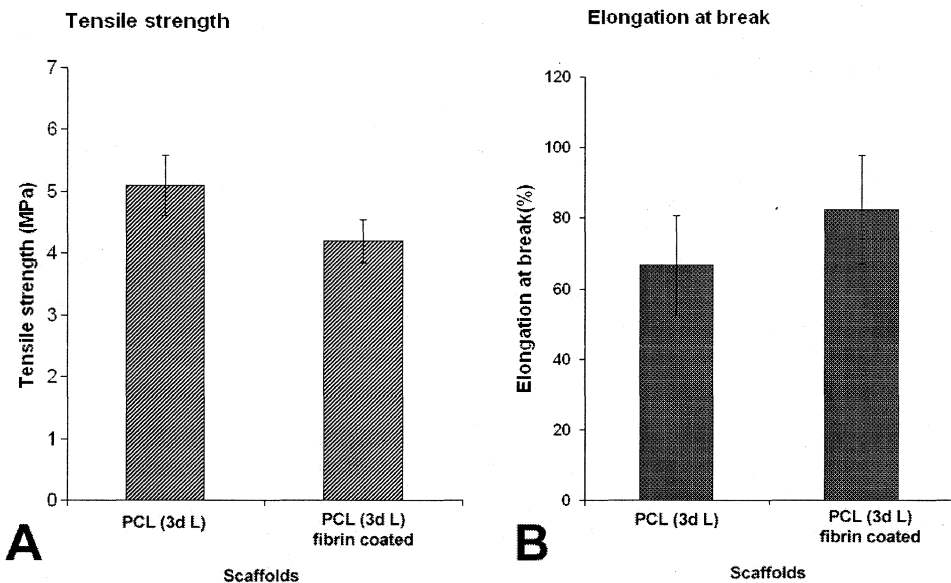 Tensile strength
Tensile strength (MPa)
7
6
5
4
3
2
1
0
PCL (3d L)
PCL (3d L)
fibrin coated
Scaffolds
A
Elongation at break
Elongation at break(%)
120
100
80
60
40
20
0
PCL (3d L)
PCL (3d L)
fibrin coated
Scaffolds
B